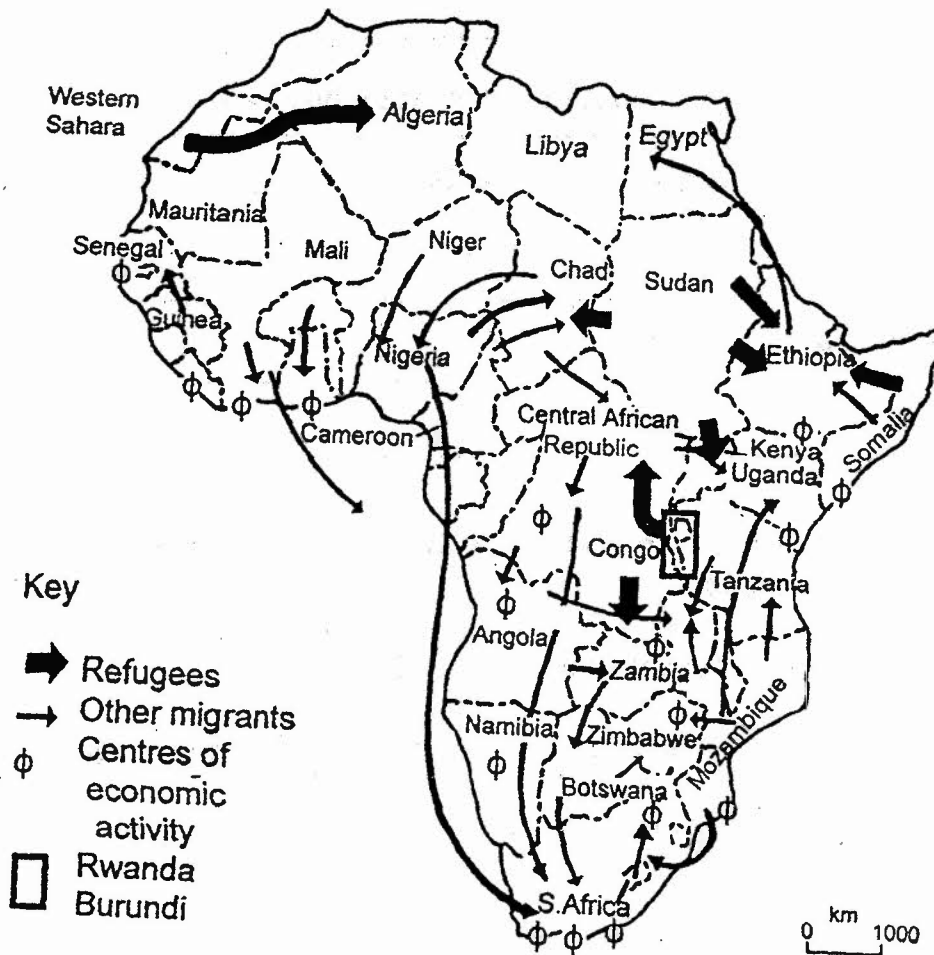 Western
Sahara
Algeria
Libya
Egypt
Mauritania
Senegal
Mali
Niger
Chad
Sudan
Guinea
Nigeria
Ethiopia
Cameroon
Central African
Republic
Kenya
Uganda
Somalia
Congo
Tanzania
Angola
Zambia
Namibia
Zimbabwe
Mozambique
Botswana
S.Africa
Key
Refugees
Other migrants
Centres of
economic
activity
Rwanda
Burundi
km
0 1000